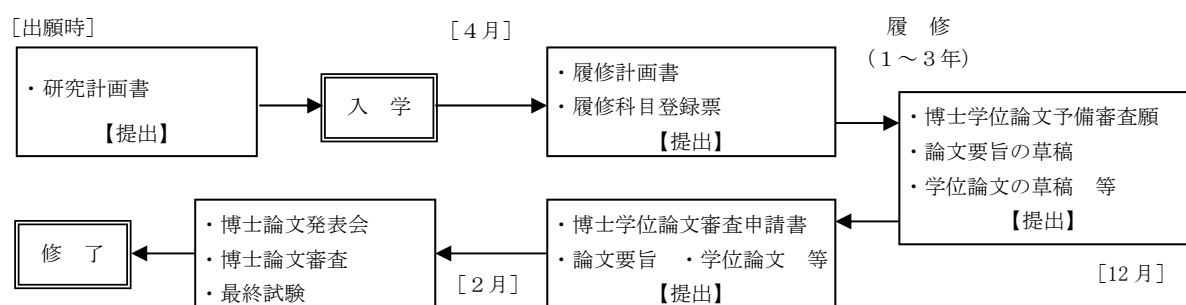 ［出願時］
・研究計画書
【提出】
入　学
［４月］
・履修計画書
・履修科目登録票
【提出】
履　修
（１～３年）
・博士学位論文予備審査願
・論文要旨の草稿
・学位論文の草稿　等
【提出】
［12 月］
・博士学位論文審査申請書
・論文要旨　・学位論文　等
【提出】
［２月］
・博士論文発表会
・博士論文審査
・最終試験
修　了